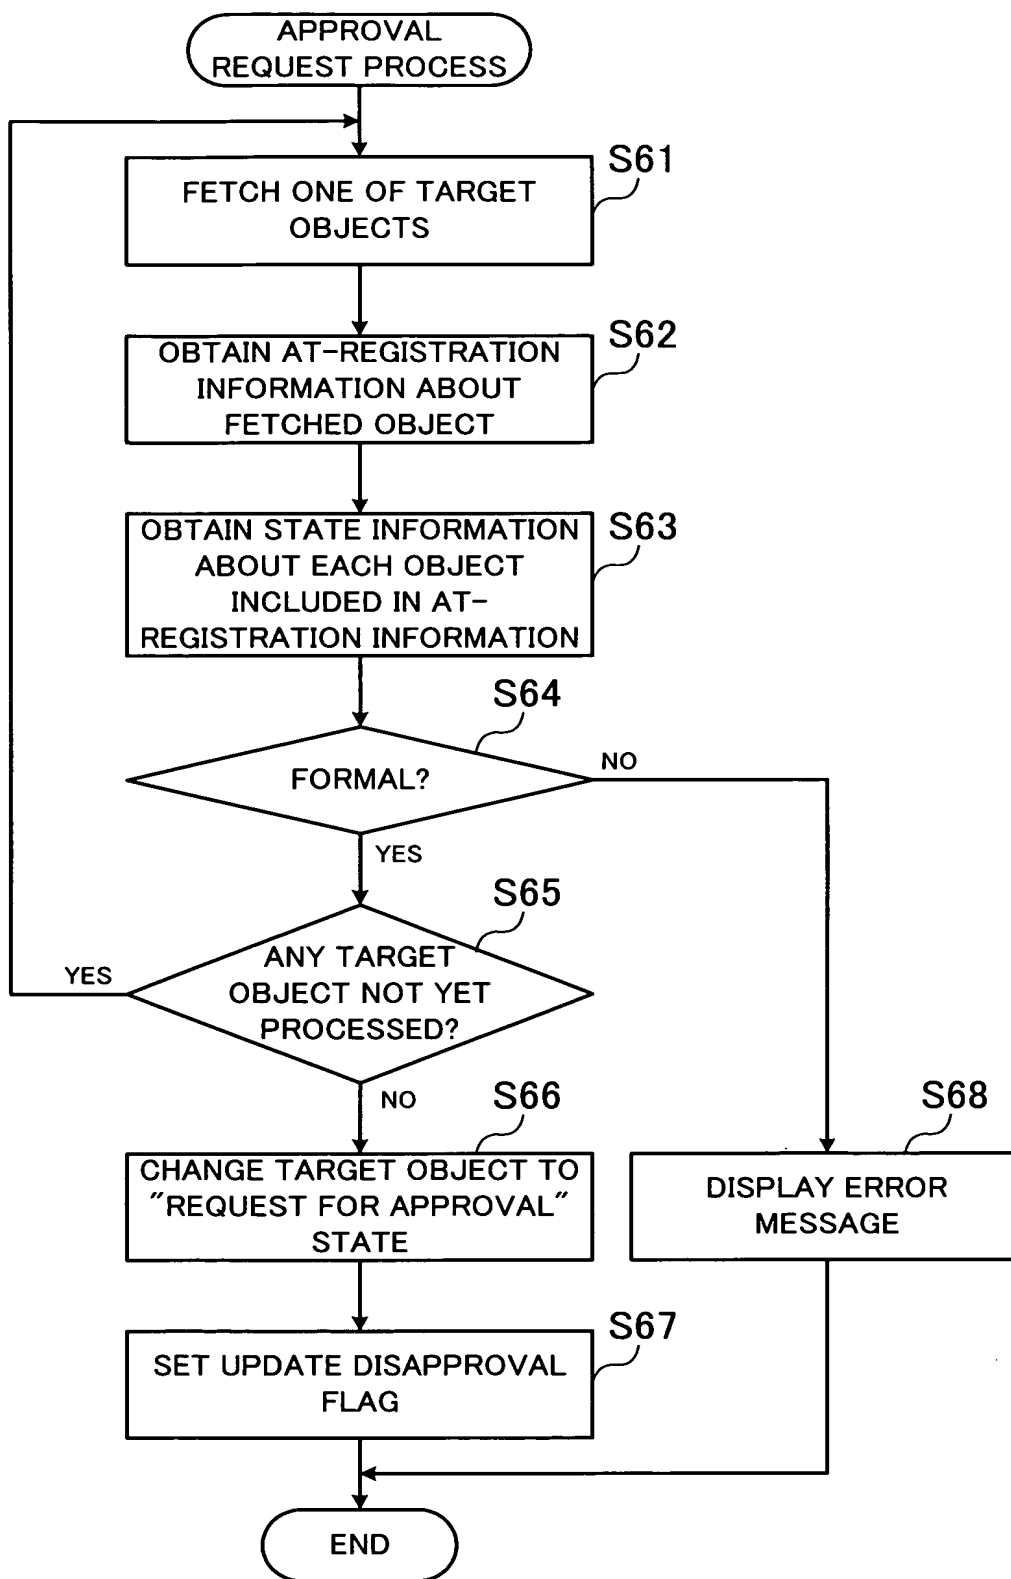 APPROVAL
REQUEST PROCESS
S61
FETCH ONE OF TARGET
OBJECTS
S62
OBTAIN AT-REGISTRATION
INFORMATION ABOUT
FETCHED OBJECT
S63
OBTAIN STATE INFORMATION
ABOUT EACH OBJECT
INCLUDED IN AT-
REGISTRATION INFORMATION
S64
FORMAL?
NO
YES
S65
ANY TARGET
OBJECT NOT YET
PROCESSED?
YES
NO
S66
CHANGE TARGET OBJECT TO
"REQUEST FOR APPROVAL"
STATE
S68
DISPLAY ERROR
MESSAGE
S67
SET UPDATE DISAPPROVAL
FLAG
END